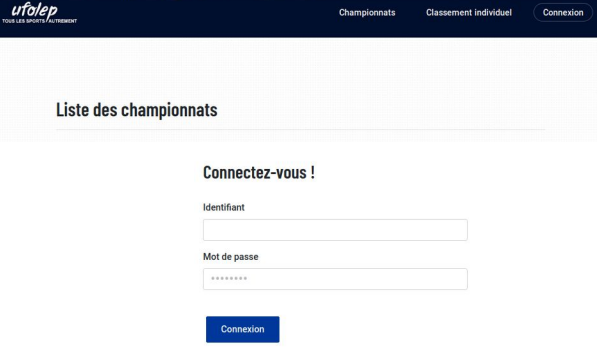 ufolep
TOUS LES SPORTS AUTREMENT
Championnats
Classement individuel
Connexion
Liste des championnats
Connectez-vous !
Identifiant
Mot de passe
Connexion